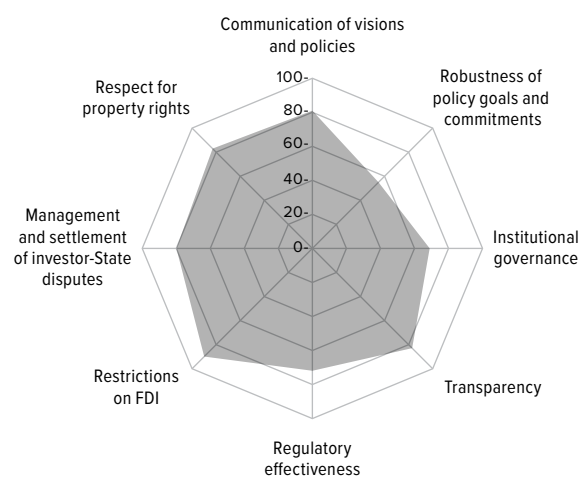 Communication of visions
and policies
Robustness of
policy goals and
commitments
Respect for
property rights
100-
80-
60-
40-
20-
0-
Management
and settlement
of investor-State
disputes
Institutional
governance
Restrictions
on FDI
Transparency
Regulatory
effectiveness